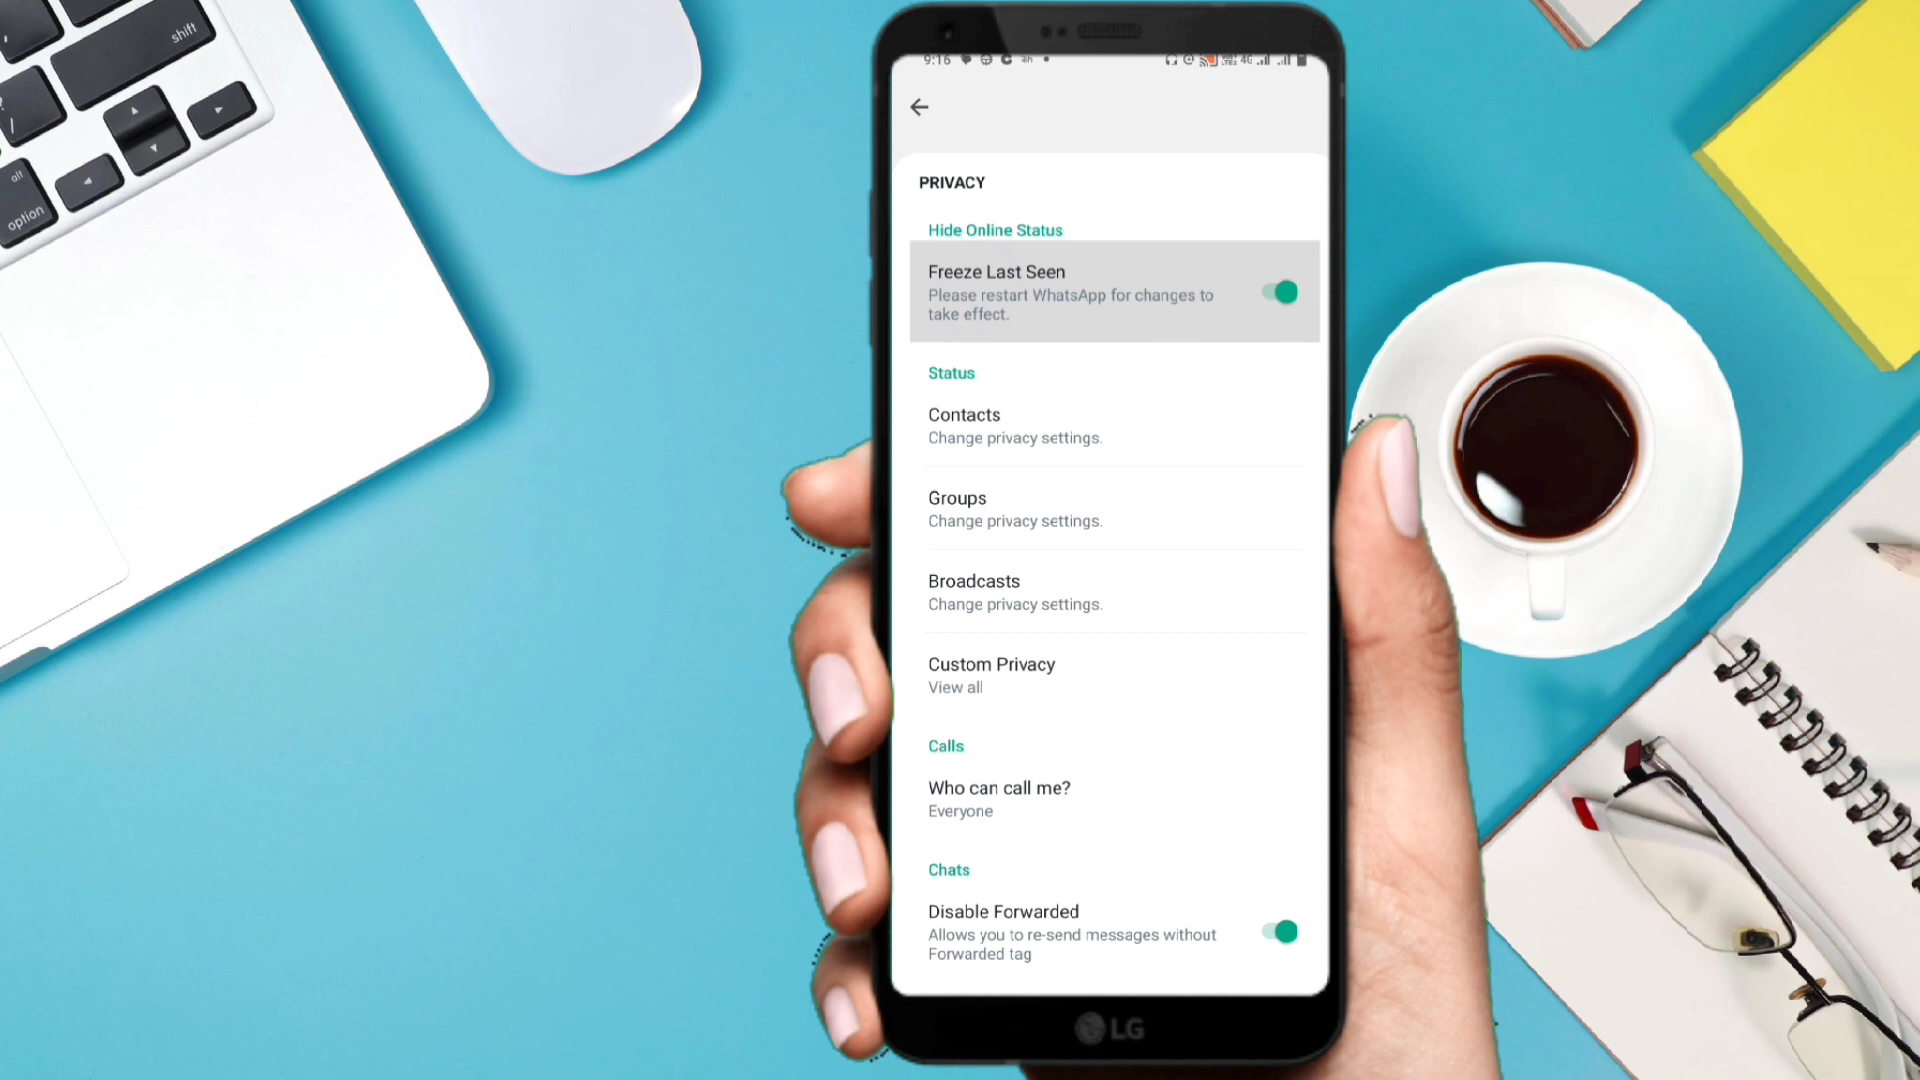 shift
alt
option
9:16
4G
PRIVACY
Hide Online Status
Freeze Last Seen
Please restart WhatsApp for changes to
take effect.
Status
Contacts
Change privacy settings.
Groups
Change privacy settings.
Broadcasts
Change privacy settings.
Custom Privacy
View all
Calls
Who can call me?
Everyone
Chats
Disable Forwarded
Allows you to re-send messages without
Forwarded tag
LG